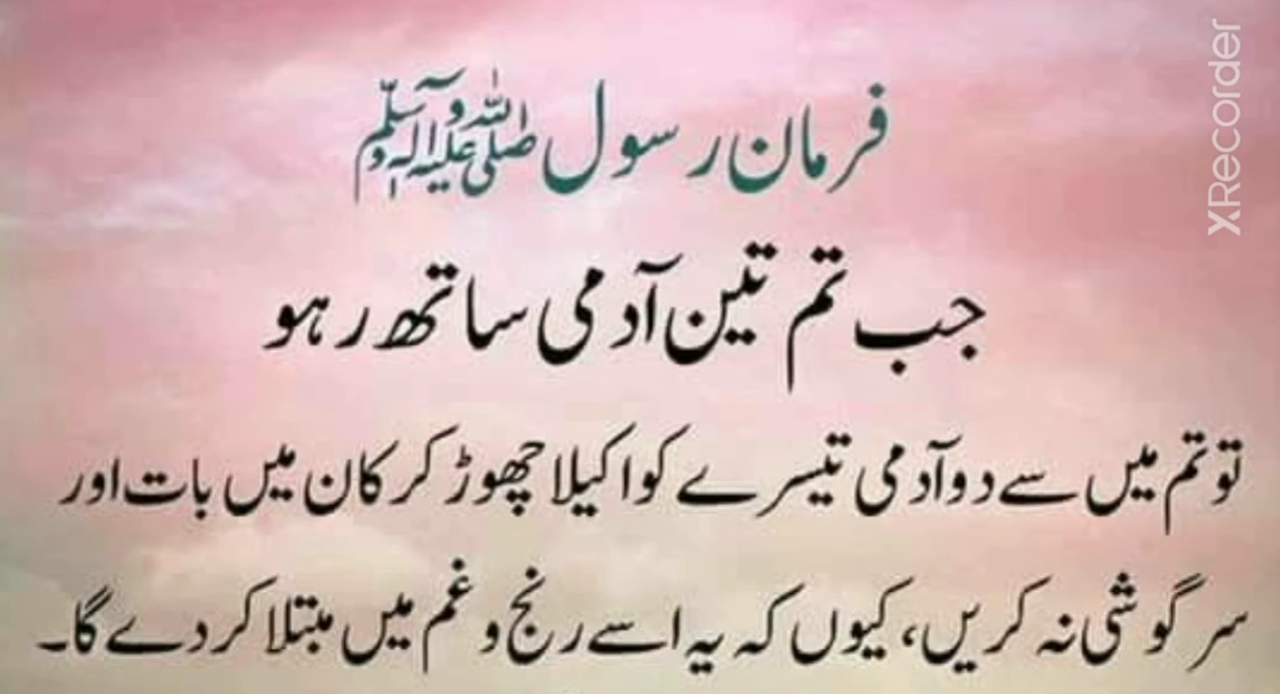 فرمان رسول صلی اللہ علیہ وآلہ وسلم
جب تم تین آدمی ساتھ رہو
تو تم میں سے دو آدمی تیسرے کو اکیلا چھوڑ کر کان میں بات اور
سرگوشی نہ کریں، کیوں کہ یہ اسے رنج و غم میں مبتلا کر دے گا۔
XRecorder